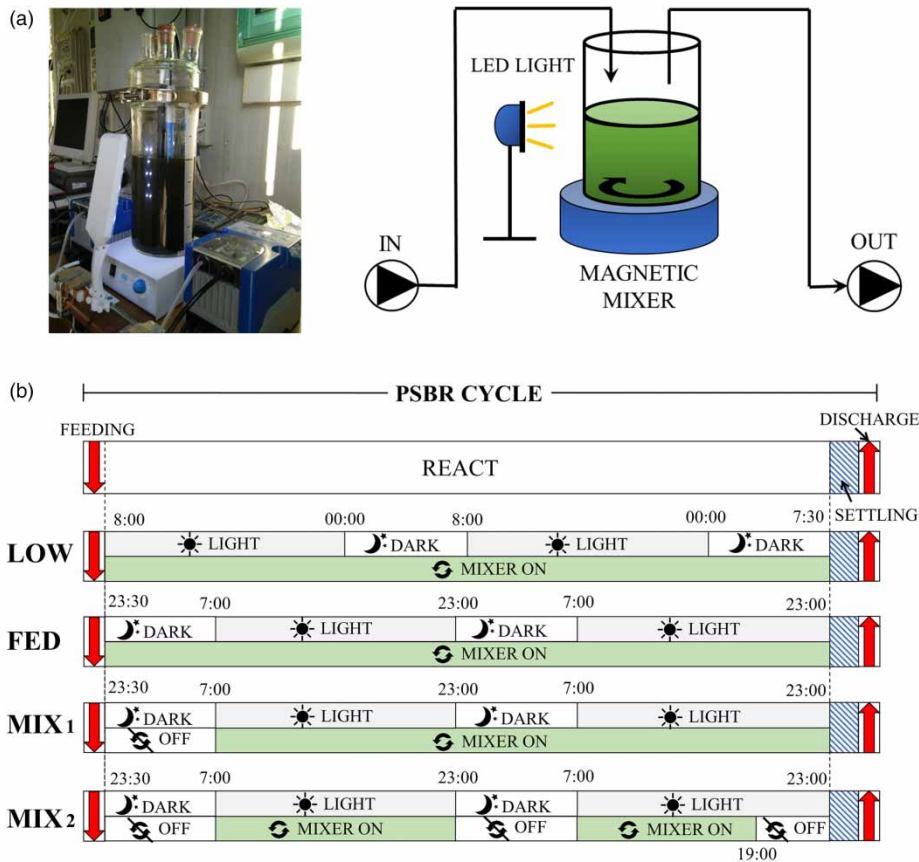 (a)
LED LIGHT
IN
OUT
MAGNETIC
MIXER
(b)
PSBR CYCLE
FEEDING
DISCHARGE
REACT
SETTLING
8:00 00:00 8:00 00:00 7:30
LOW
LIGHT DARK LIGHT DARK
MIXER ON
23:30 7:00 23:00 7:00 23:00
FED
DARK LIGHT DARK LIGHT
MIXER ON
23:30 7:00 23:00 7:00 23:00
MIX1
DARK LIGHT DARK LIGHT
OFF MIXER ON
23:30 7:00 23:00 7:00 23:00
MIX2
DARK LIGHT DARK LIGHT
OFF MIXER ON OFF MIXER ON OFF
19:00